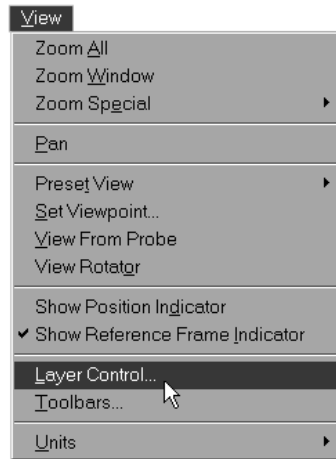 View
Zoom All
Zoom Window
Zoom Special
Pan
Preset View
Set Viewpoint...
View From Probe
View Rotator
Show Position Indicator
Show Reference Frame Indicator
Layer Control...
Toolbars...
Units